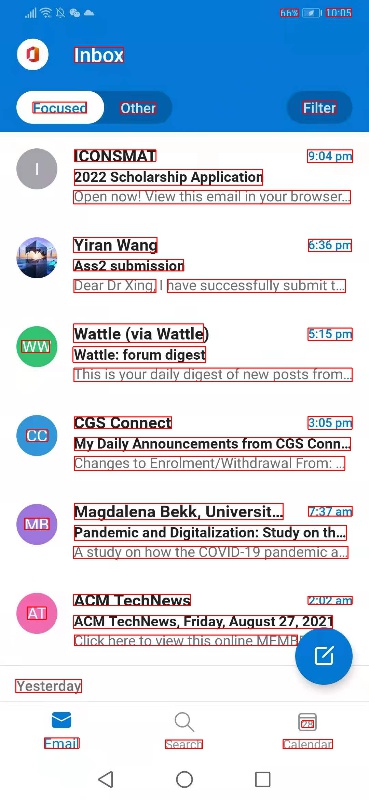 66% 10:05
Inbox
Focused Other Filter
I ICONSMAT 9:04 pm
2022 Scholarship Application
Open now! View this email in your browser...
Yiran Wang 6:36 pm
Ass2 submission
Dear Dr Xing, I have successfully submit t...
WW Wattle (via Wattle) 5:15 pm
Wattle: forum digest
This is your daily digest of new posts from...
CC CGS Connect 3:05 pm
My Daily Announcements from CGS Conn...
Changes to Enrolment/Withdrawal From: ...
MB Magdalena Bekk, Universit... 7:37 am
Pandemic and Digitalization: Study on th...
A study on how the COVID-19 pandemic a...
AT ACM TechNews 2:02 am
ACM TechNews, Friday, August 27, 2021
Click here to view this online MEMB
Yesterday
28
Email Search Calendar